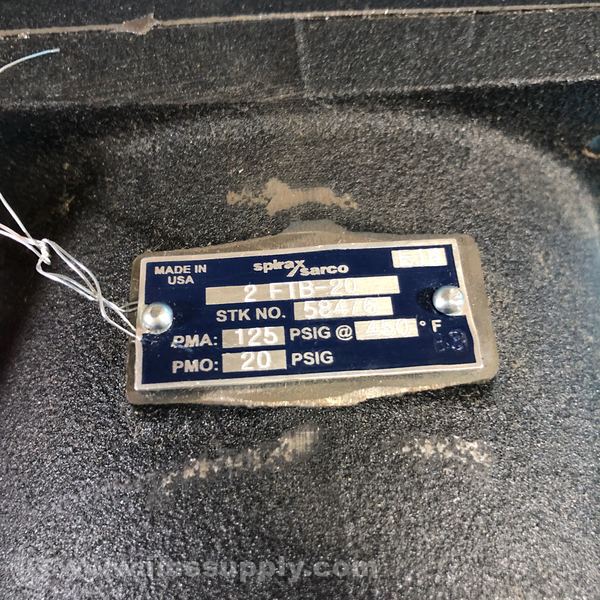 MADE IN
USA
spirax
sarco
2 FTB-20
STK NO. 58476
PMA: 125 PSIG @ 450 ° F
PMO: 20 PSIG